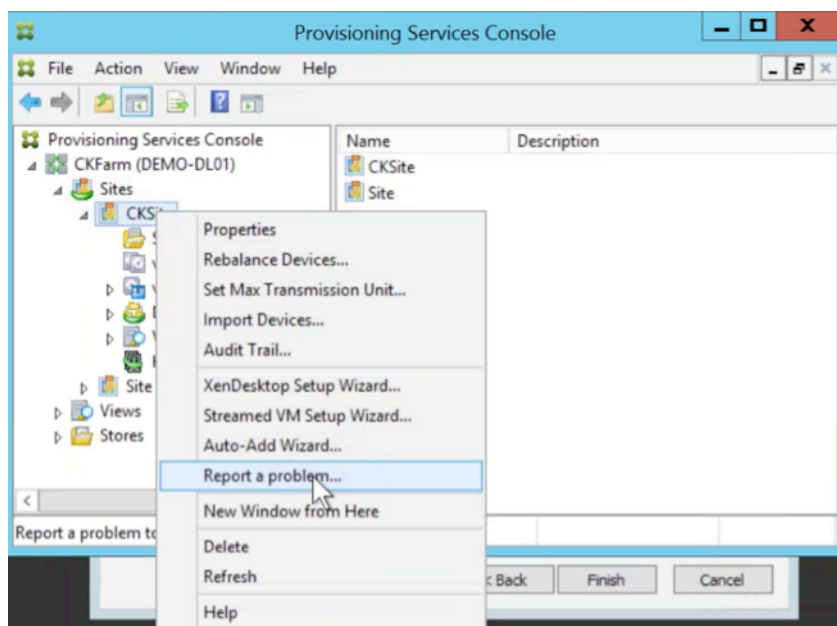 Provisioning Services Console
File Action View Window Help
Provisioning Services Console
CKFarm (DEMO-DL01)
Sites
Site
Views
Stores
Name Description
CKSite
Site
Properties
Rebalance Devices...
Set Max Transmission Unit...
Import Devices...
Audit Trail...
XenDesktop Setup Wizard...
Streamed VM Setup Wizard...
Auto-Add Wizard...
Report a problem...
New Window from Here
Delete
Refresh
Help
Report a problem to
Back Finish Cancel